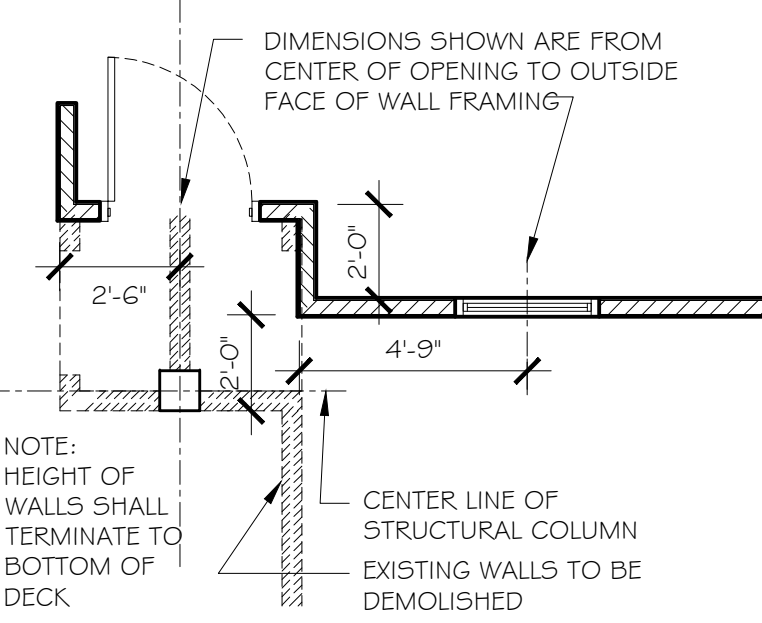 DIMENSIONS SHOWN ARE FROM
CENTER OF OPENING TO OUTSIDE
FACE OF WALL FRAMING
2'-0"
2'-6"
2'-0"
4'-9"
NOTE:
HEIGHT OF
WALLS SHALL
TERMINATE TO
BOTTOM OF
DECK
CENTER LINE OF
STRUCTURAL COLUMN
EXISTING WALLS TO BE
DEMOLISHED